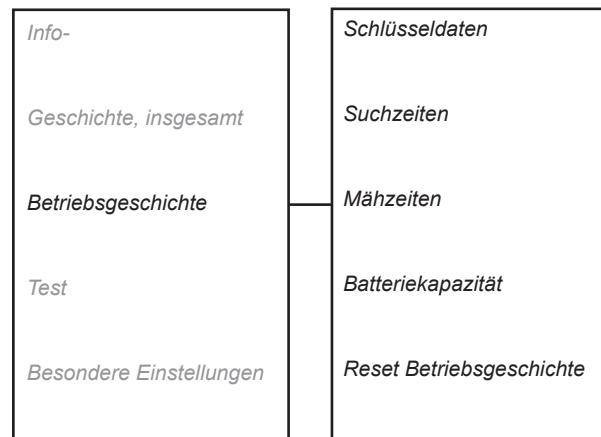 Info-
Geschichte, insgesamt
Betriebsgeschichte
Test
Besondere Einstellungen
Schlüsseldaten
Suchzeiten
Mähzeiten
Batteriekapazität
Reset Betriebsgeschichte